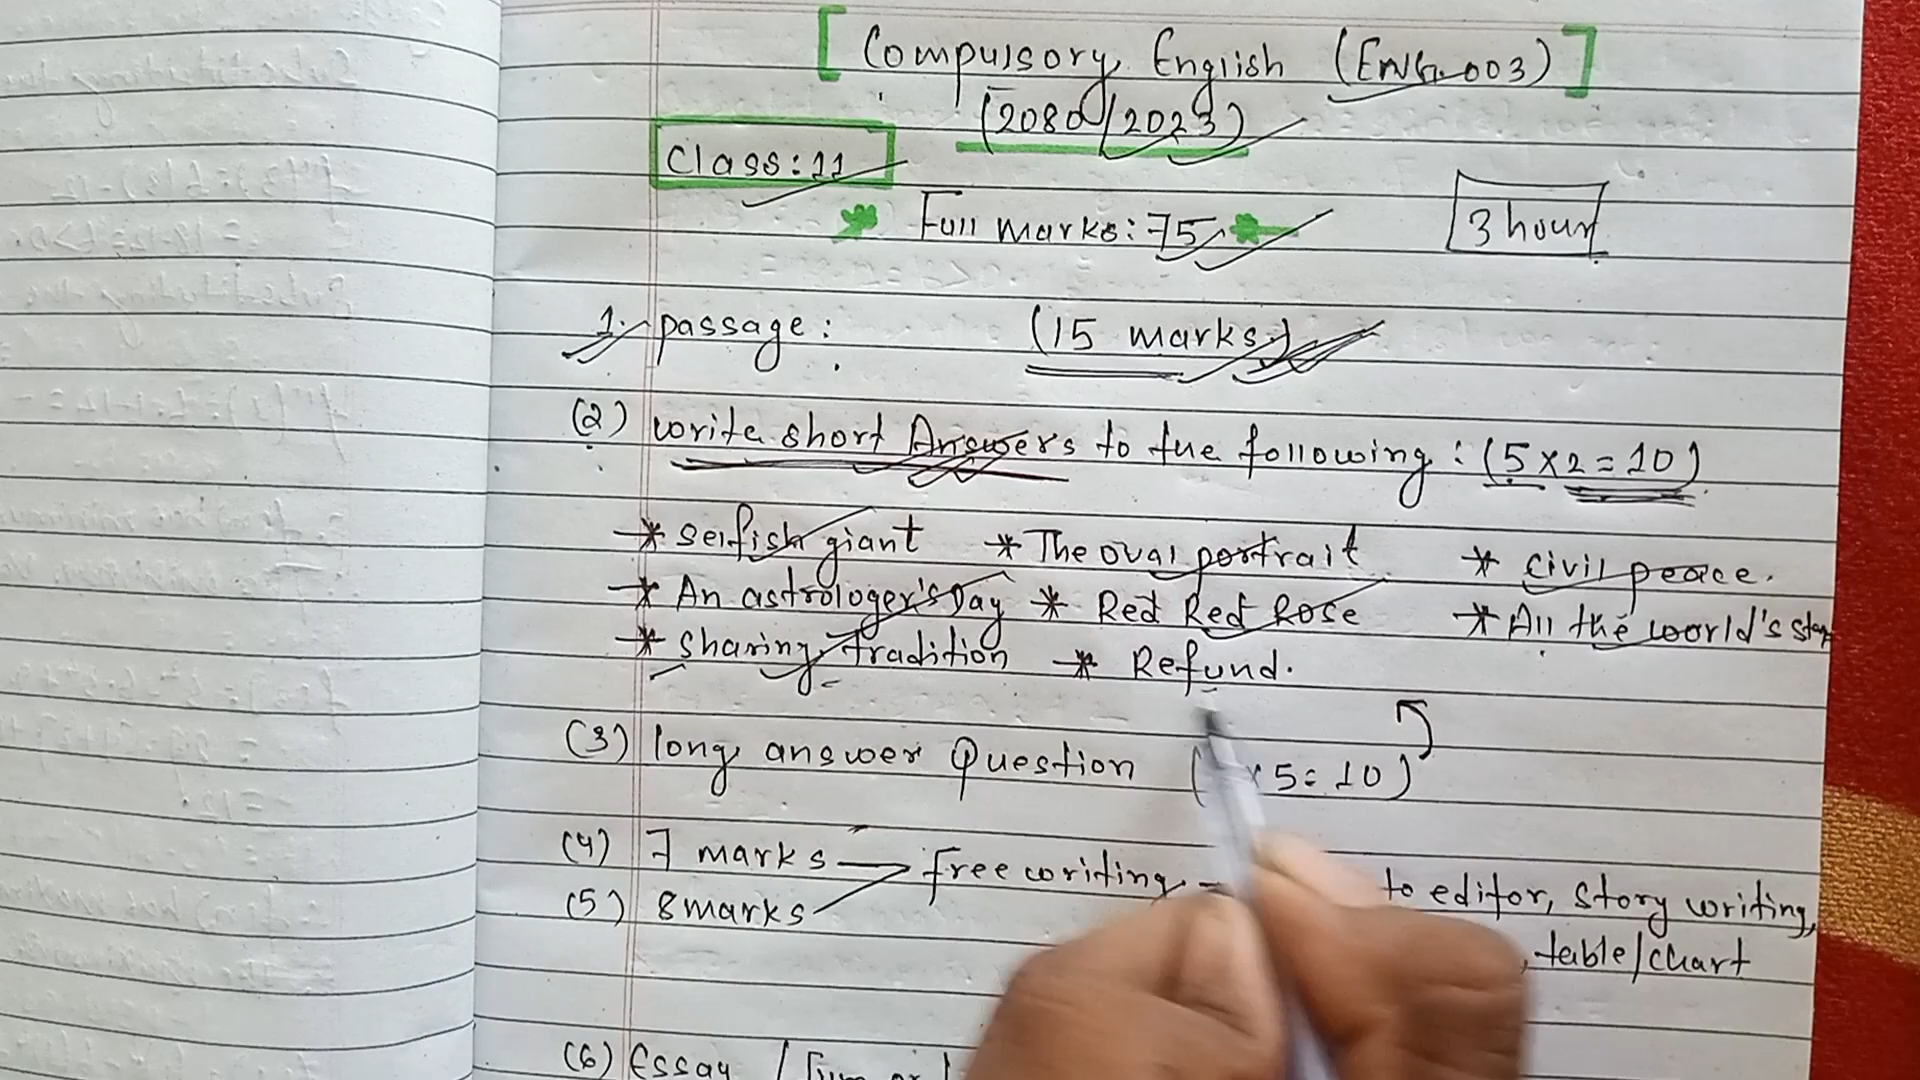 [ Compulsory English (ENG.003) ]
(2080/2023)
Class:11
Full marks: 75
3 hour
1. passage: (15 marks)
(2) write short Answers to the following: (5x2=10)
* selfish giant * The oval portrait * civil peace.
* An astrologer's Day * Red Red Rose * All the world's
* sharing tradition * Refund.
(3) long answer Question ( 5=10)
(4) 7 marks → free writing to editor, story writing,
(5) 8 marks , table/chart
(6) Essay /